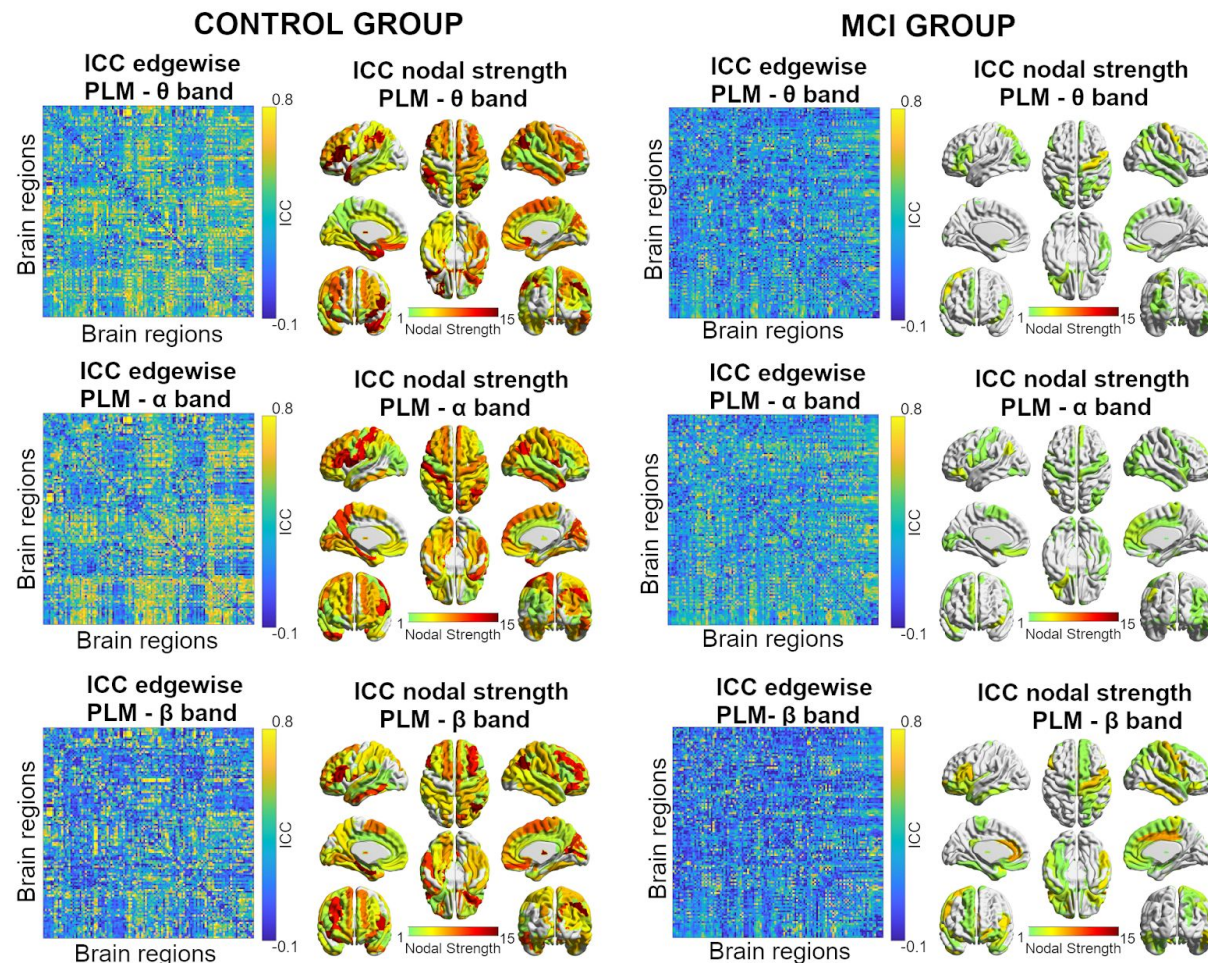 CONTROL GROUP
ICC edgewise
PLM - θ band
0.8
ICC
-0.1
Brain regions
Brain regions
ICC nodal strength
PLM - θ band
1
15
Nodal Strength
ICC edgewise
PLM - α band
0.8
ICC
-0.1
Brain regions
Brain regions
ICC nodal strength
PLM - α band
1
15
Nodal Strength
ICC edgewise
PLM - β band
0.8
ICC
-0.1
Brain regions
Brain regions
ICC nodal strength
PLM - β band
1
15
Nodal Strength
MCI GROUP
ICC edgewise
PLM - θ band
0.8
ICC
-0.1
Brain regions
Brain regions
ICC nodal strength
PLM - θ band
1
15
Nodal Strength
ICC edgewise
PLM - α band
0.8
ICC
-0.1
Brain regions
Brain regions
ICC nodal strength
PLM - α band
1
15
Nodal Strength
ICC edgewise
PLM- β band
0.8
ICC
-0.1
Brain regions
Brain regions
ICC nodal strength
PLM - β band
1
15
Nodal Strength